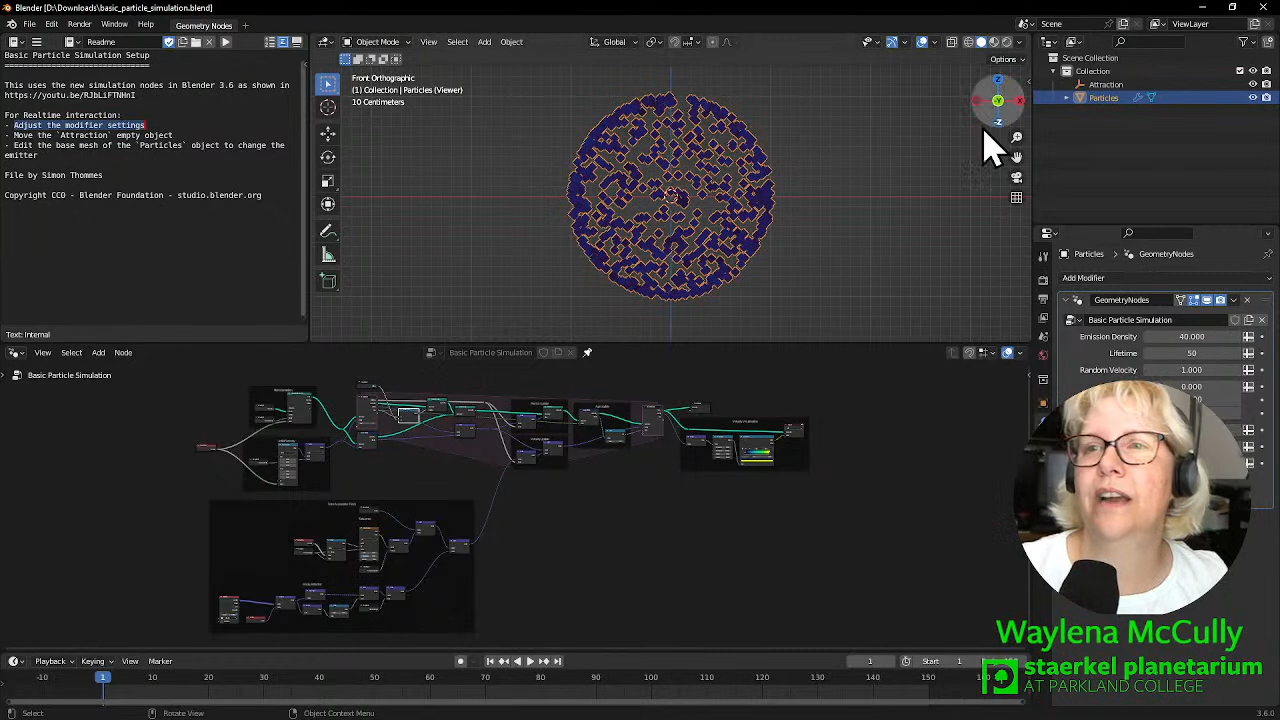 Blender [D:\Downloads\basic_particle_simulation.blend]
File Edit Render Window Help Geometry Nodes + Scene ViewLayer
Readme
Object Mode View Select Add Object Global
Options
Basic Particle Simulation Setup
=============================
This uses the new simulation nodes in Blender 3.6 as shown in
https://youtu.be/RJbLiFTNHnI
For Realtime interaction:
- Adjust the modifier settings
- Move the `Attraction` empty object
- Edit the base mesh of the `Particles` object to change the
emitter
File by Simon Thommes
Copyright CC0 - Blender Foundation - studio.blender.org
Text: Internal
Front Orthographic
(1) Collection | Particles (Viewer)
10 Centimeters
Z
-Y
X
-Z
Scene Collection
Collection
Attraction
Particles
Particles > GeometryNodes
Add Modifier
GeometryNodes
Basic Particle Simulation
Emission Density 40.000
Lifetime 50
Random Velocity 1.000
0.000
View Select Add Node Basic Particle Simulation
Basic Particle Simulation
Playback Keying View Marker 1 Start 1
-10 1 10 20 30 40 50 60 70 80 90 100 110 120 130 140 150
Select Rotate View Object Context Menu 3.6.0
Waylena McCully
staerkel planetarium
AT PARKLAND COLLEGE